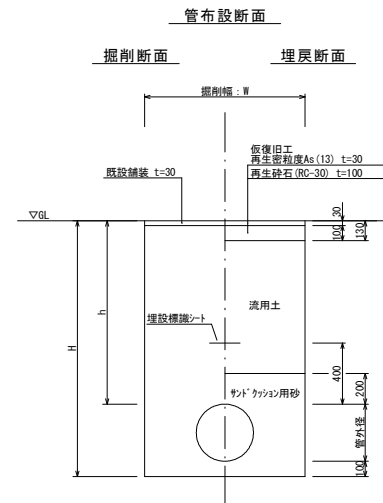 管布設断面
掘削断面
埋戻断面
掘削幅：W
仮復旧工
再生密粒度As(13) t=30
既設舗装 t=30
再生砕石(RC-30) t=100
▽GL
30
100
130
h
H
流用土
埋設標識シート
400
サンドクッション用砂
200
管外径
100